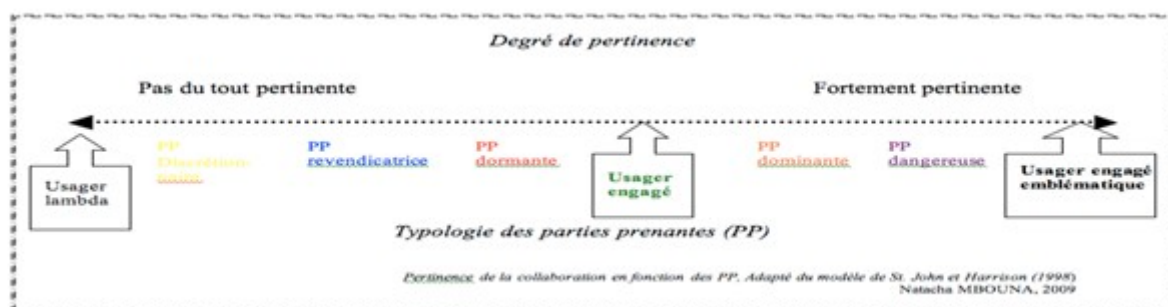 Degré de pertinence
Pas du tout pertinente
Fortement pertinente
PP
PP
revendicatrice
PP
dormante
PP
dominante
PP
dangereuse
Usager
lambda
Usager
engagé
Usager engagé
emblématique
Typologie des parties prenantes (PP)
Pertinence de la collaboration en fonction des PP. Adapté du modèle de St. John et Harrison (1998)
Natacha MBOUNA, 2009